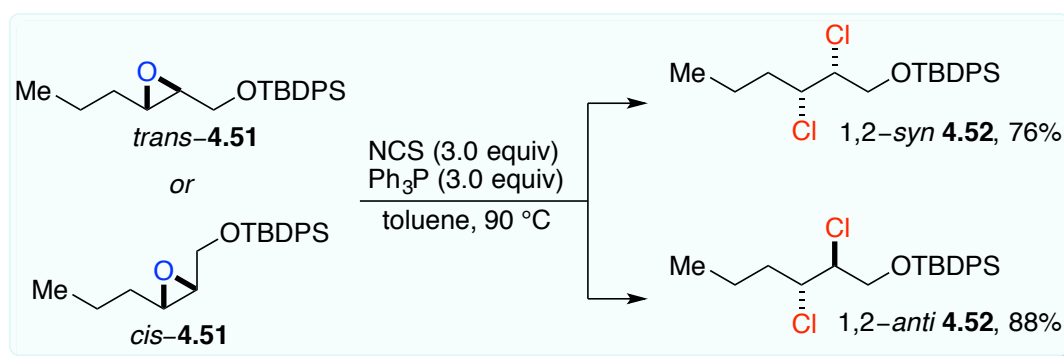 O
Me
OTBDPS
trans–4.51
or
OTBDPS
O
Me
cis–4.51
NCS (3.0 equiv)
Ph3P (3.0 equiv)
toluene, 90 °C
Cl
Me
OTBDPS
Cl
1,2–syn 4.52, 76%
Cl
Me
OTBDPS
Cl
1,2–anti 4.52, 88%